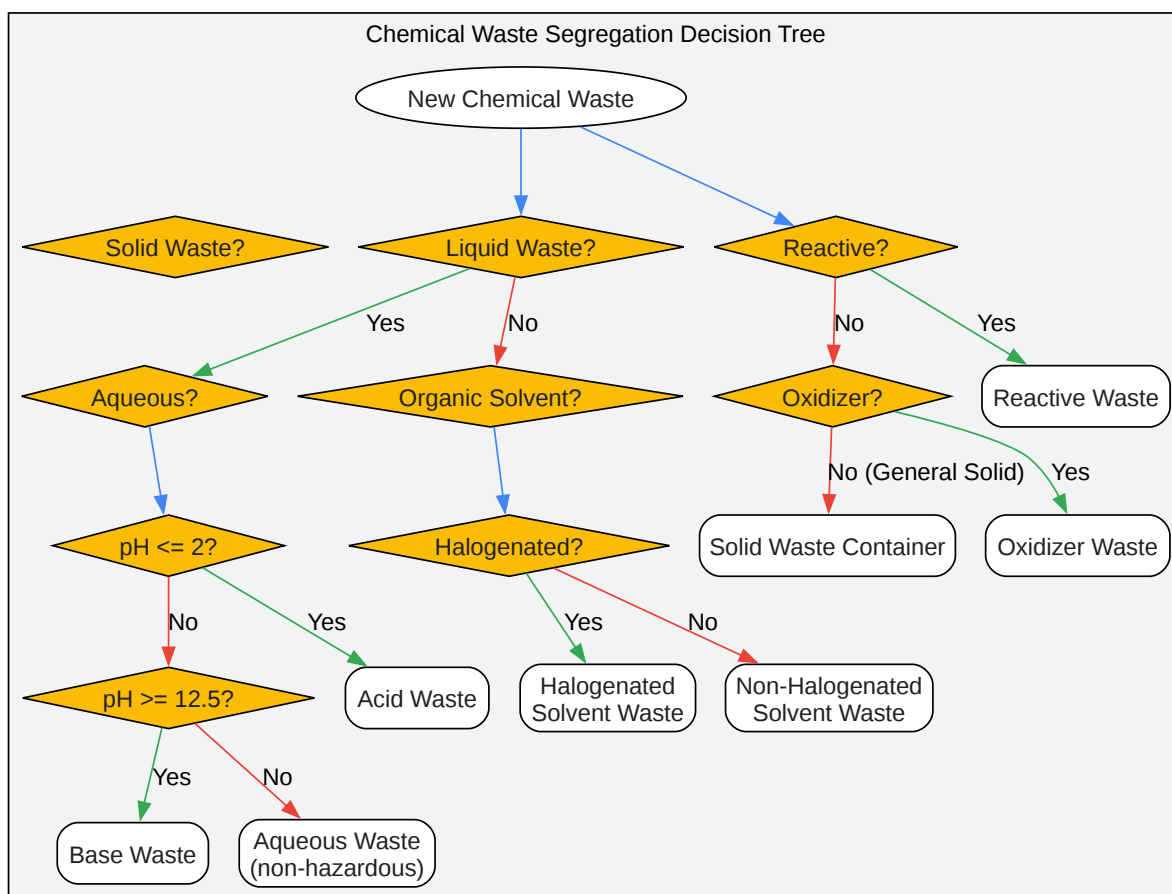 Chemical Waste Segregation Decision Tree
New Chemical Waste
Solid Waste?
Liquid Waste?
Reactive?
Yes
No
No
Yes
Aqueous?
Organic Solvent?
Oxidizer?
Reactive Waste
No (General Solid)
Yes
pH <= 2?
Halogenated?
Solid Waste Container
Oxidizer Waste
No
Yes
Yes
No
pH >= 12.5?
Acid Waste
Halogenated
Solvent Waste
Non-Halogenated
Solvent Waste
Yes
No
Base Waste
Aqueous Waste
(non-hazardous)